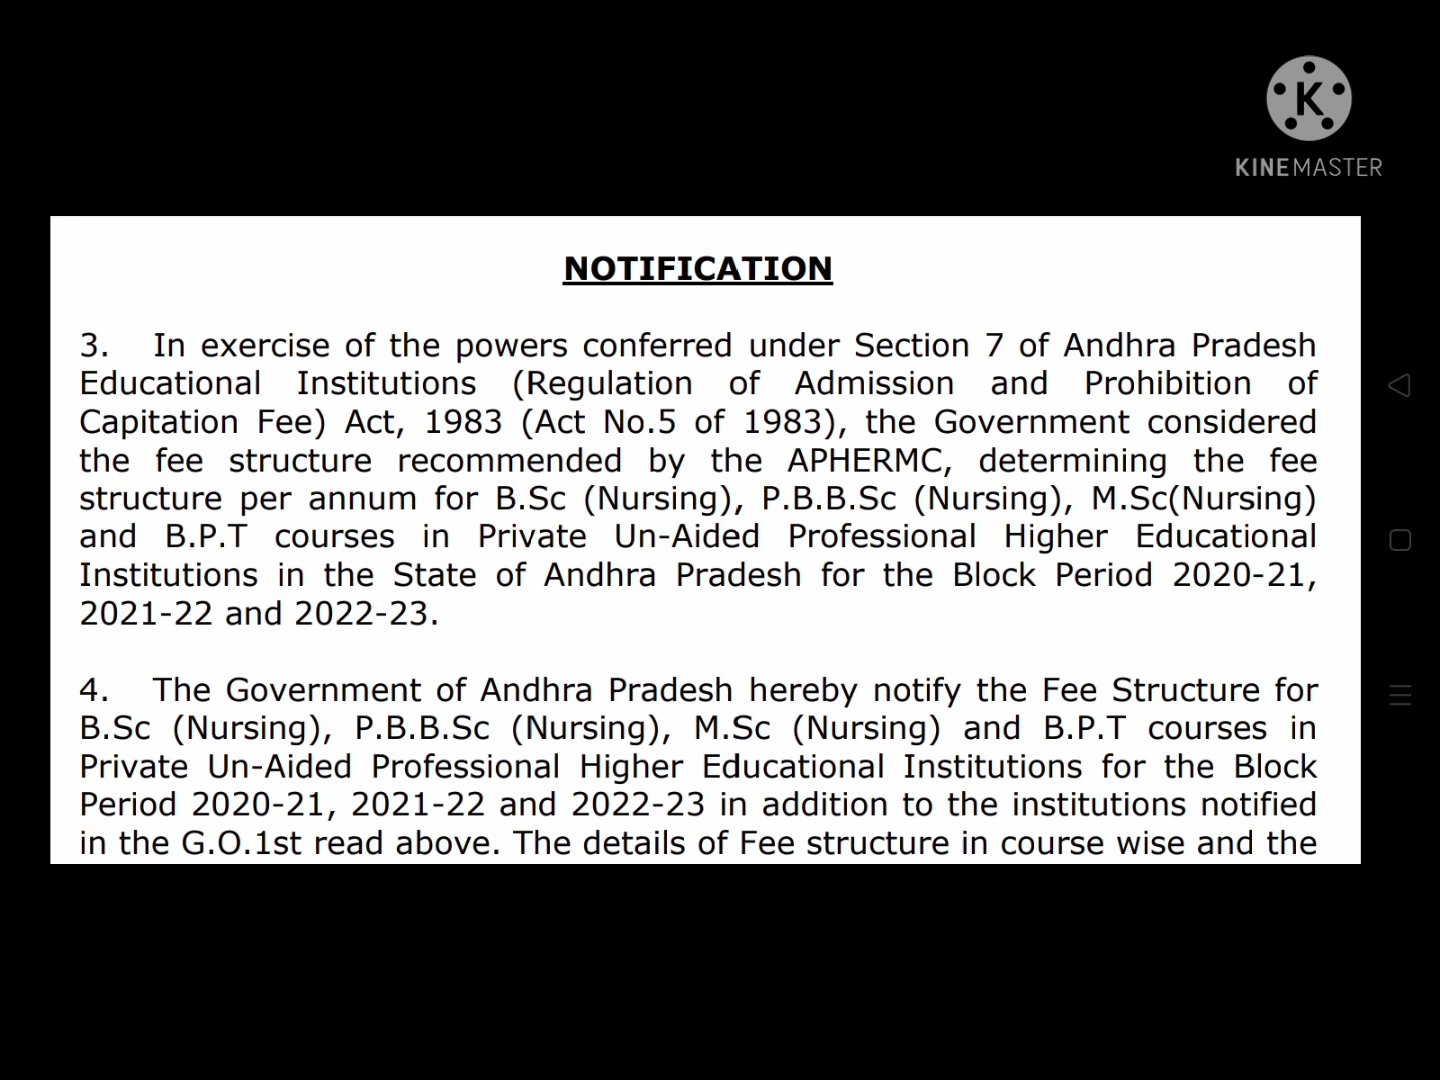 K
KINEMASTER
NOTIFICATION
3. In exercise of the powers conferred under Section 7 of Andhra Pradesh
Educational Institutions (Regulation of Admission and Prohibition of
Capitation Fee) Act, 1983 (Act No.5 of 1983), the Government considered
the fee structure recommended by the APHERMC, determining the fee
structure per annum for B.Sc (Nursing), P.B.B.Sc (Nursing), M.Sc(Nursing)
and B.P.T courses in Private Un-Aided Professional Higher Educational
Institutions in the State of Andhra Pradesh for the Block Period 2020-21,
2021-22 and 2022-23.
4. The Government of Andhra Pradesh hereby notify the Fee Structure for
B.Sc (Nursing), P.B.B.Sc (Nursing), M.Sc (Nursing) and B.P.T courses in
Private Un-Aided Professional Higher Educational Institutions for the Block
Period 2020-21, 2021-22 and 2022-23 in addition to the institutions notified
in the G.O.1st read above. The details of Fee structure in course wise and the